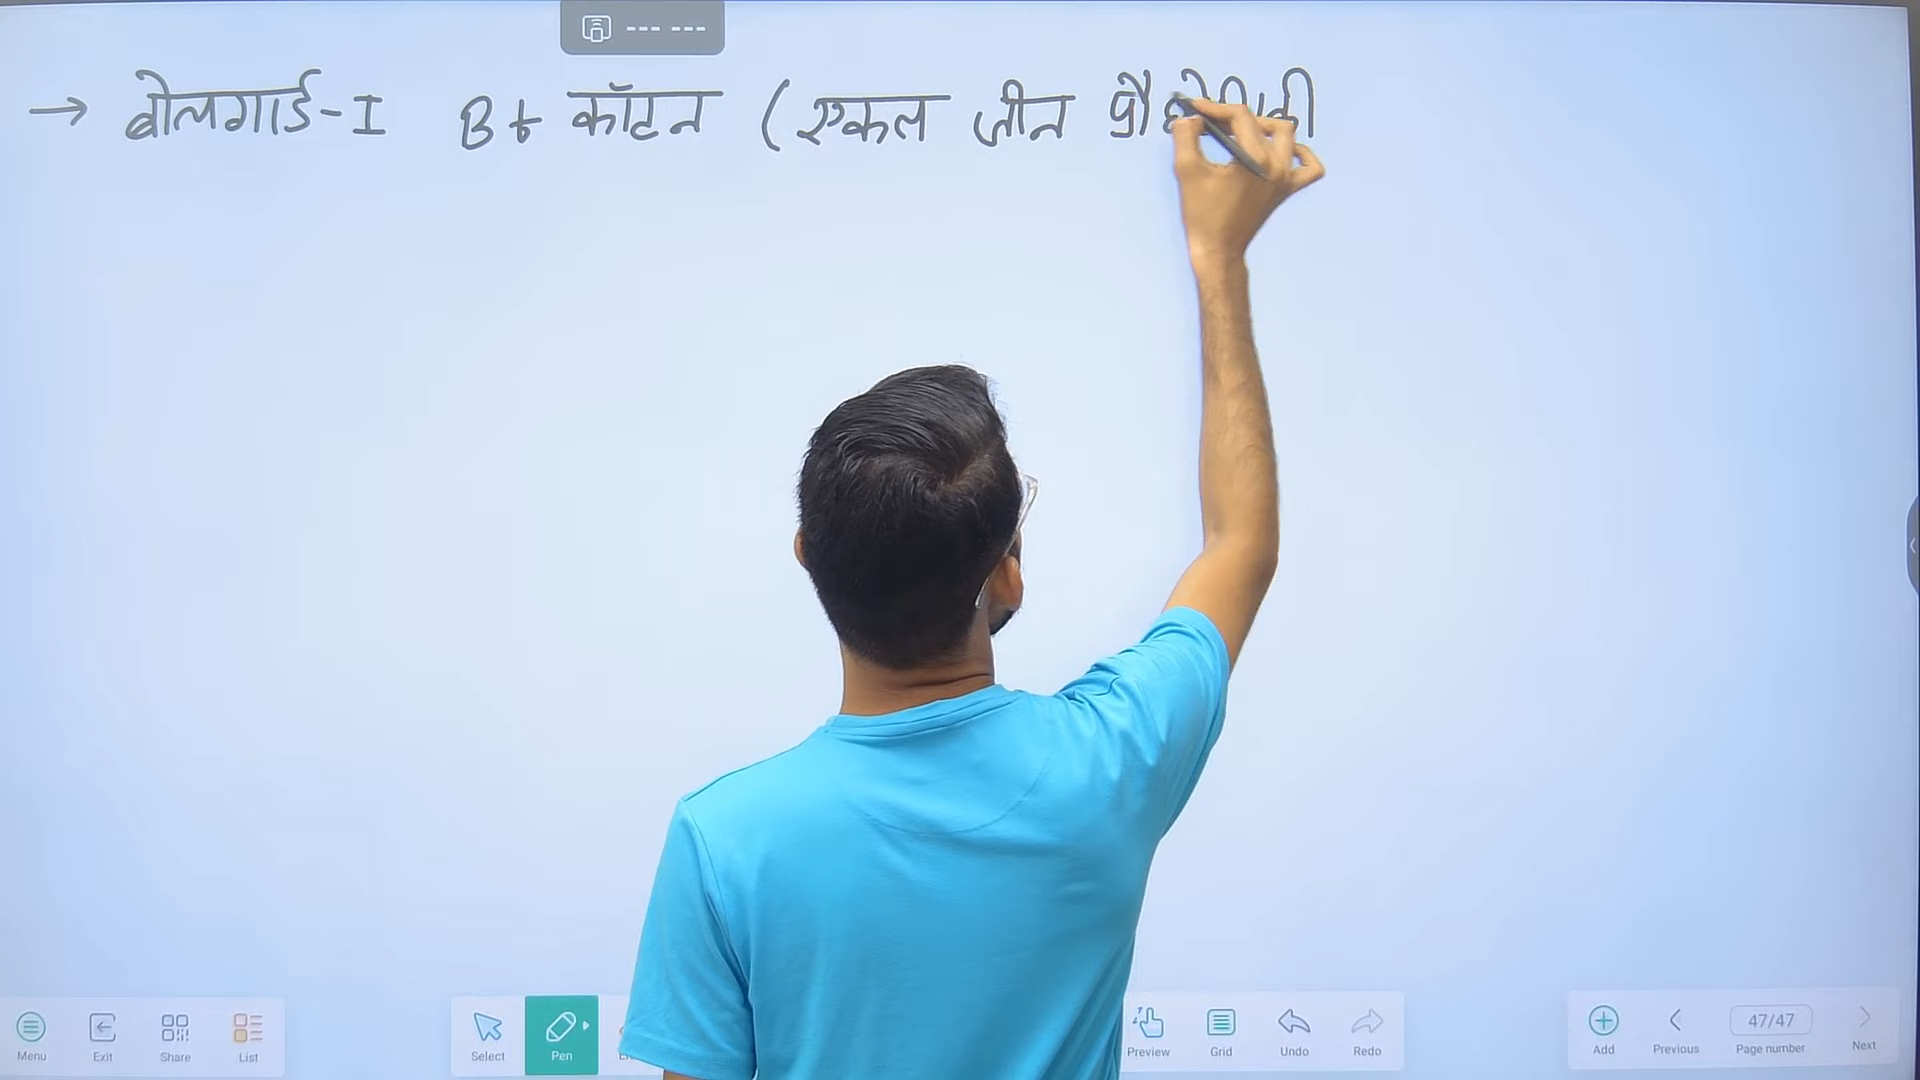 → बोलगार्ड-I Bt कॉटन (एकल जीन
Menu Exit Share List Select Pen Preview Grid Undo Redo Add Previous 47/47 Page number Next